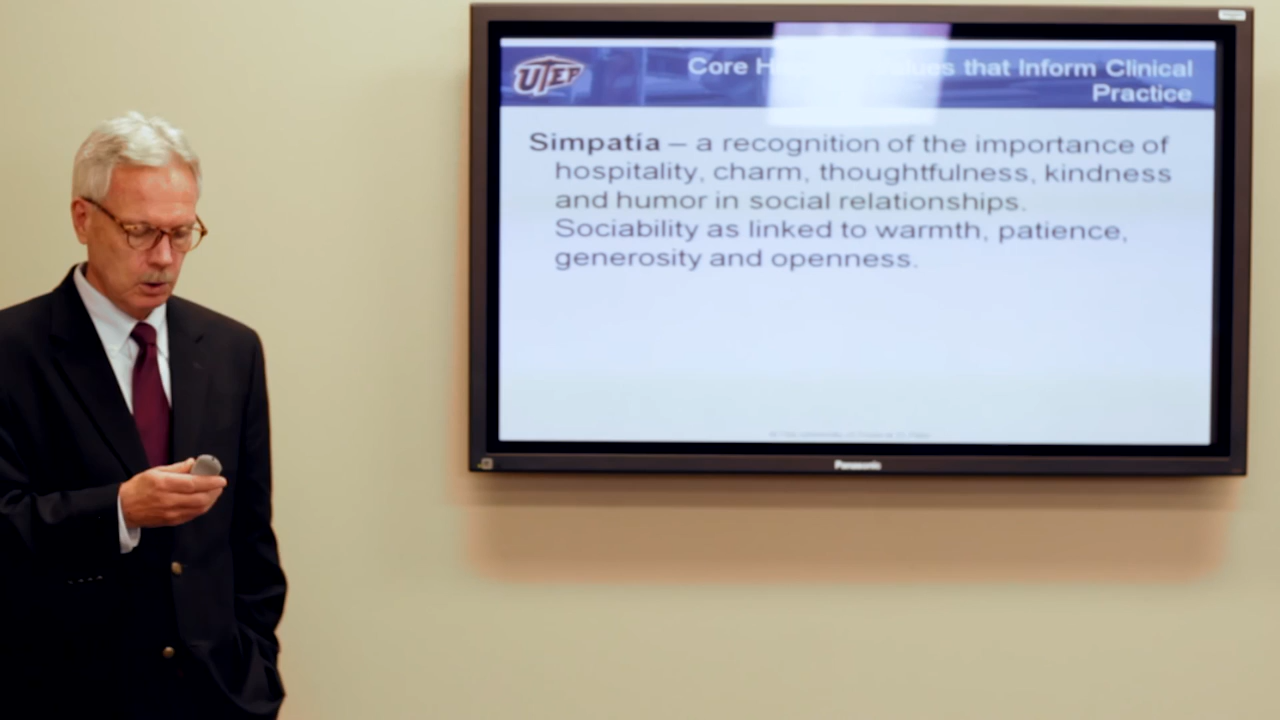 UTEP
Core that Inform Clinical
Practice
Simpatía – a recognition of the importance of
hospitality, charm, thoughtfulness, kindness
and humor in social relationships.
Sociability as linked to warmth, patience,
generosity and openness.
Panasonic